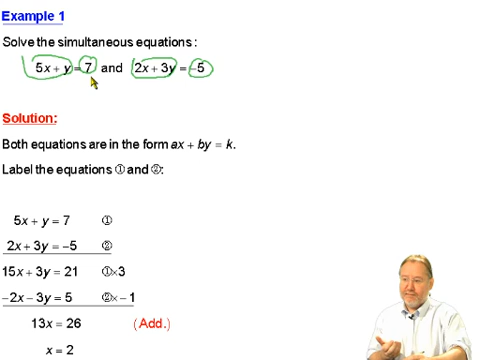 Example 1
Solve the simultaneous equations :
5x + y = 7 and 2x + 3y = −5
Solution:
Both equations are in the form ax + by = k.
Label the equations ① and ②:
5x + y = 7 ①
2x + 3y = −5 ②
15x + 3y = 21 ①×3
−2x − 3y = 5 ②×−1
13x = 26 (Add.)
x = 2